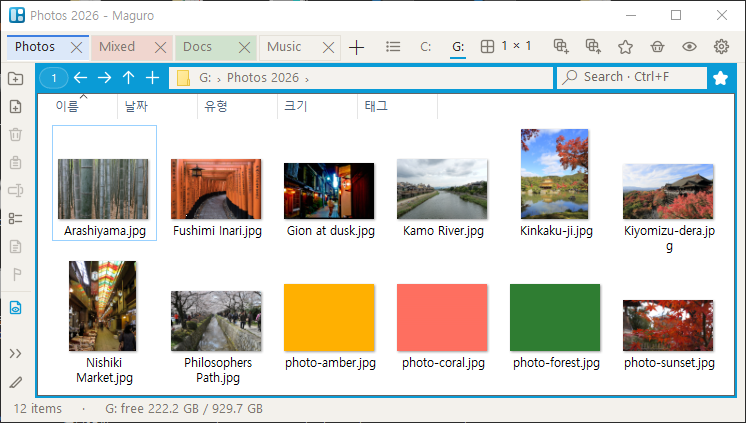 Photos 2026 - Maguro
Photos
Mixed
Docs
Music
C:
G:
1 × 1
1
G: › Photos 2026 ›
Search · Ctrl+F
이름
날짜
유형
크기
태그
Arashiyama.jpg
Fushimi Inari.jpg
Gion at dusk.jpg
Kamo River.jpg
Kinkaku-ji.jpg
Kiyomizu-dera.jp
g
Nishiki
Market.jpg
Philosophers
Path.jpg
photo-amber.jpg
photo-coral.jpg
photo-forest.jpg
photo-sunset.jpg
12 items · G: free 222.2 GB / 929.7 GB